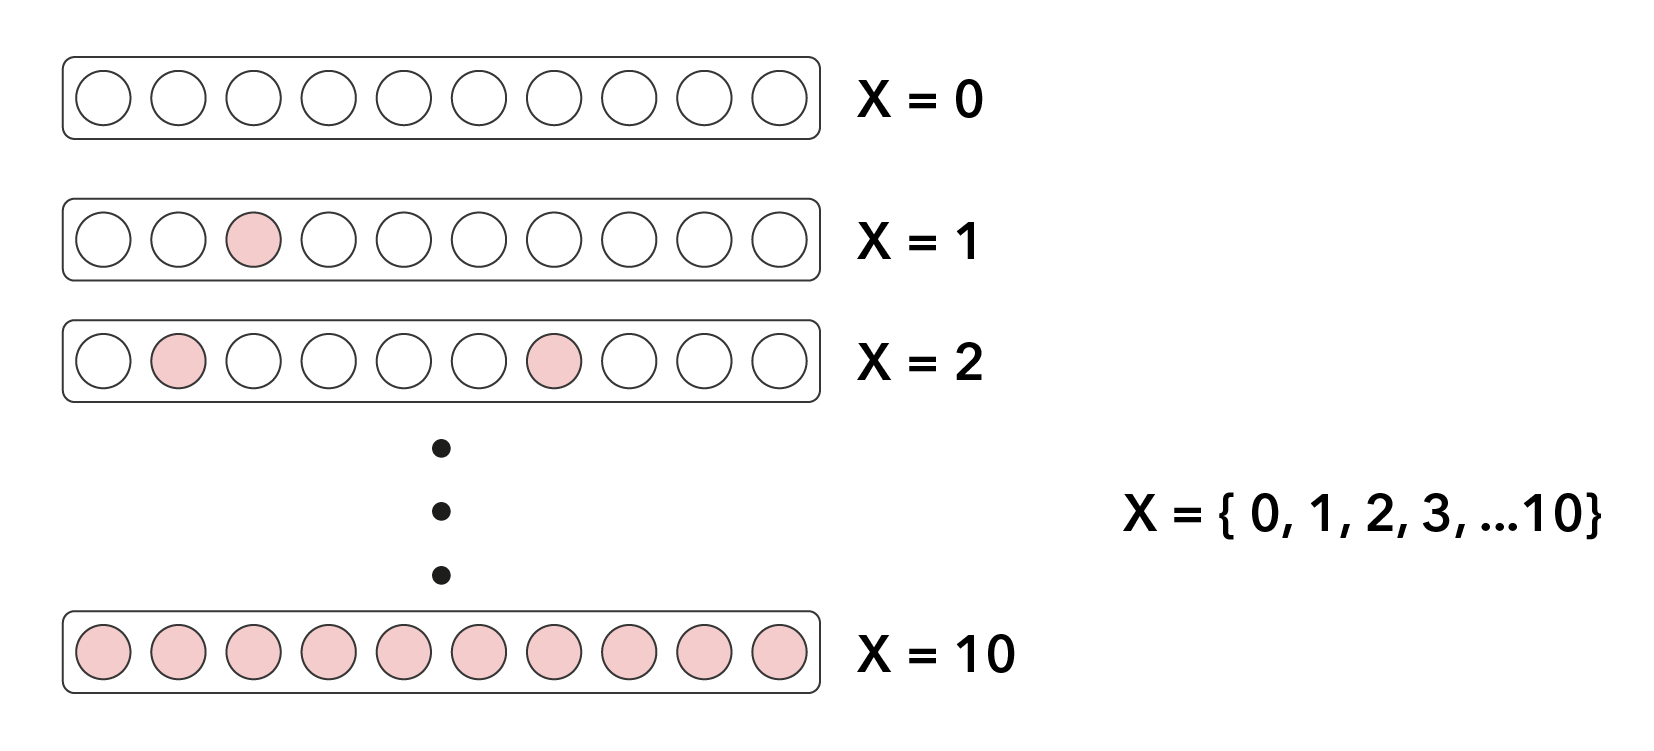 X = 0
X = 1
X = 2
X = { 0, 1, 2, 3, ...10}
X = 10